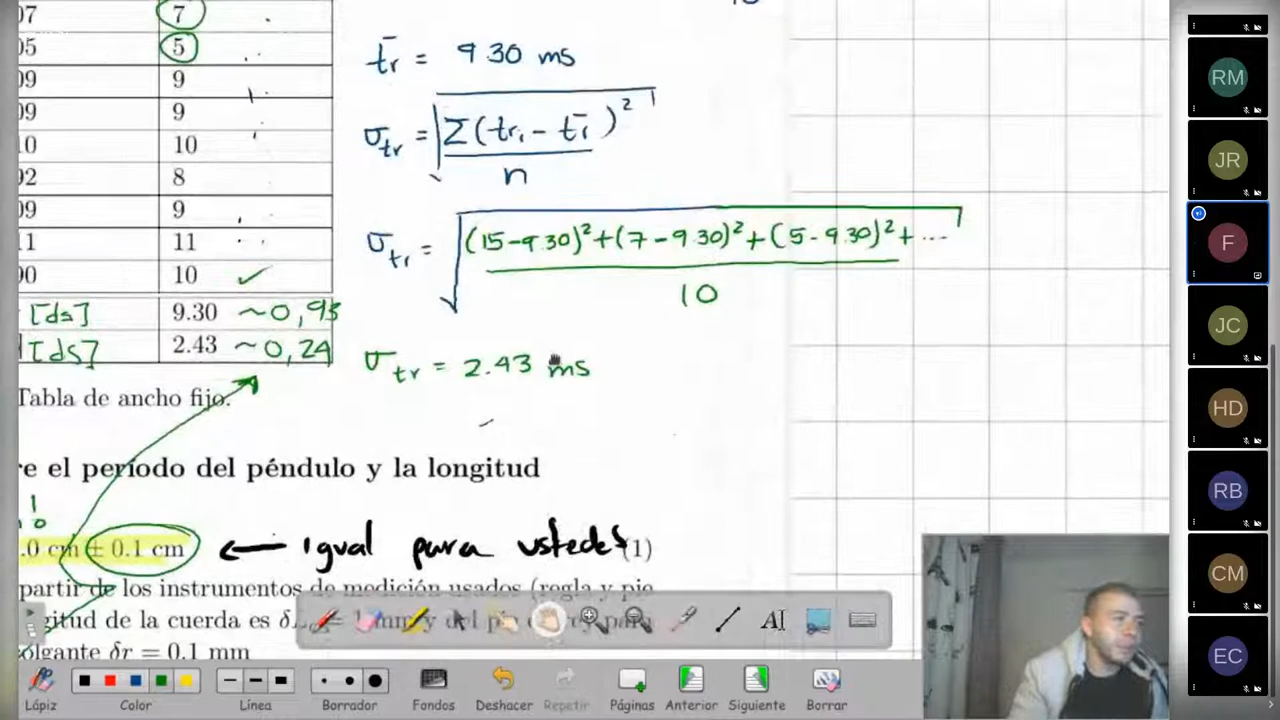 07 7
05 5
09 9
09 9
10 10
02 8
09 9
11 11
00 10
[ds] 9.30 ~0,93
[ds] 2.43 ~0,24
Tabla de ancho fijo.
t̄r = 9.30 ms
σtr = √Σ(tri - t̄r)² / n
σtr = √(15-9.30)²+(7-9.30)²+(5-9.30)²+... / 10
σtr = 2.43 ms
re el periodo del péndulo y la longitud
.0 cm ± 0.1 cm ← igual para ustedes (1)
partir de los instrumentos de medición usados (regla y pie
gitud de la cuerda es
olgante δr = 0.1 mm
RM
JR
F
JC
HD
RB
CM
EC
Lápiz Color Línea Borrador Fondos Deshacer Repetir Páginas Anterior Siguiente Borrar